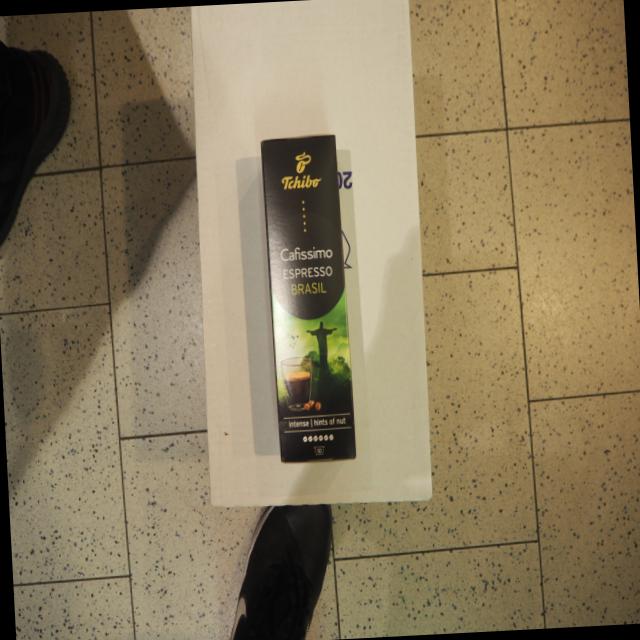 Tchibo
Cafissimo
ESPRESSO
BRASIL
intense | hints of nut